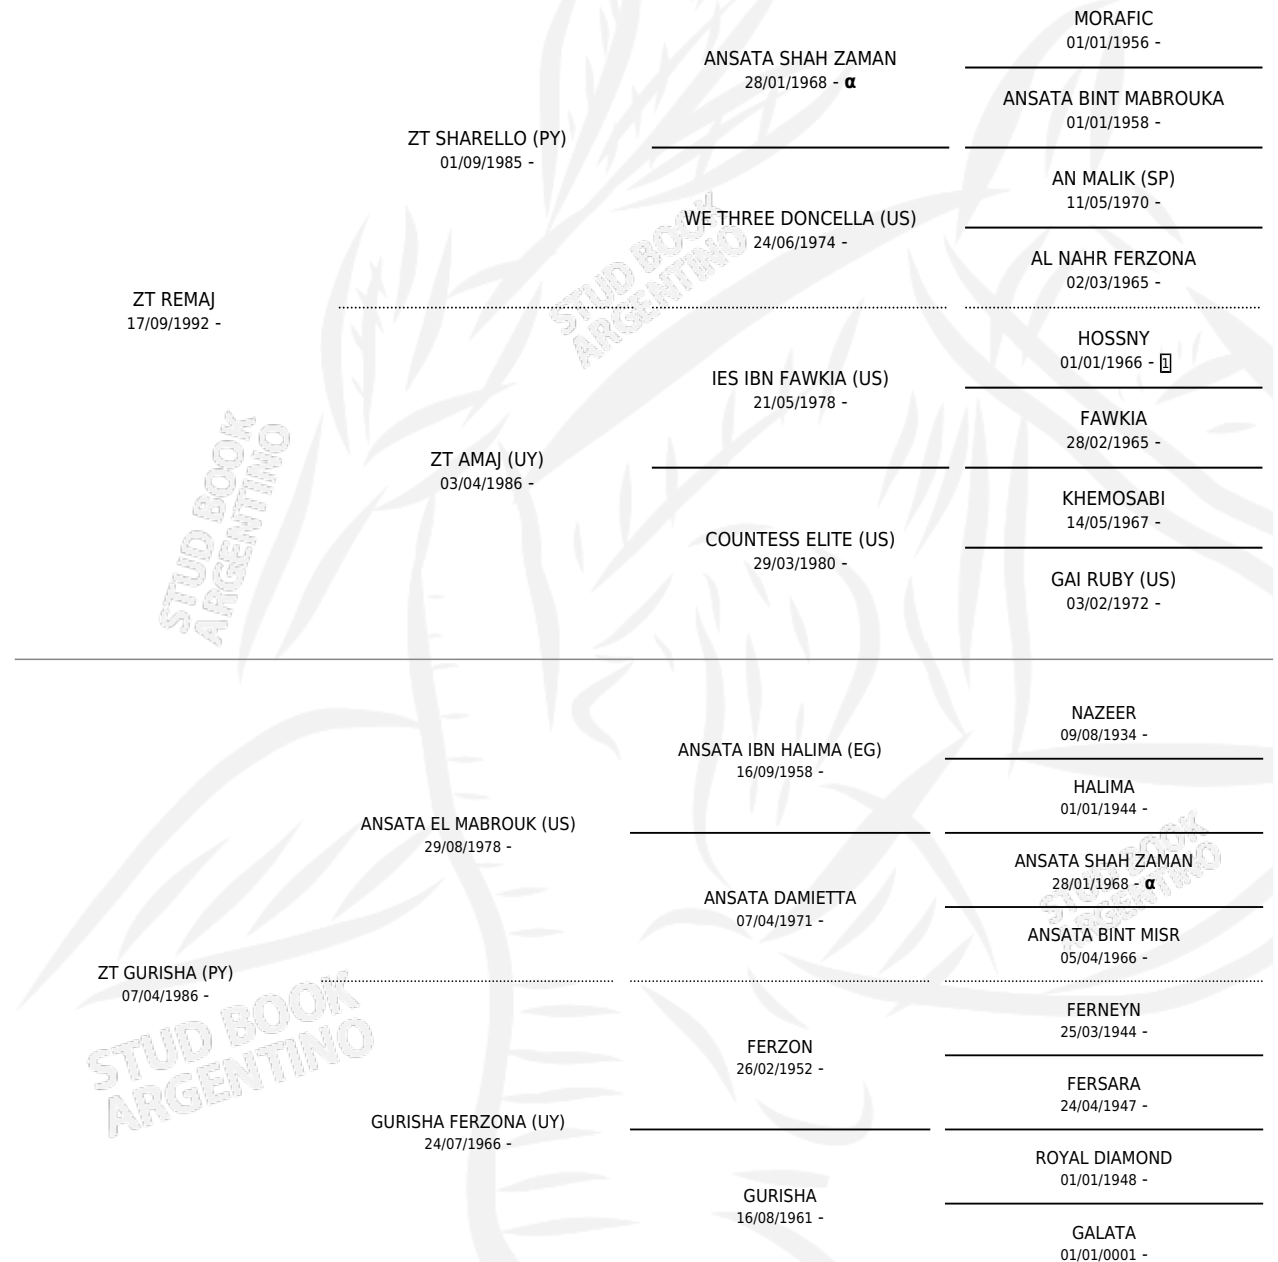 MORAFIC
01/01/1956 -
ANSATA SHAH ZAMAN
28/01/1968 - α
ANSATA BINT MABROUKA
01/01/1958 -
ZT SHARELLO (PY)
01/09/1985 -
AN MALIK (SP)
11/05/1970 -
WE THREE DONCELLA (US)
24/06/1974 -
AL NAHR FERZONA
02/03/1965 -
ZT REMAJ
17/09/1992 -
HOSSNY
01/01/1966 - 1
IES IBN FAWKIA (US)
21/05/1978 -
FAWKIA
28/02/1965 -
ZT AMAJ (UY)
03/04/1986 -
KHEMOSABI
14/05/1967 -
COUNTESS ELITE (US)
29/03/1980 -
GAI RUBY (US)
03/02/1972 -
STUD BOOK
ARGENTINO
STUD BOOK
ARGENTINO
NAZEER
09/08/1934 -
ANSATA IBN HALIMA (EG)
16/09/1958 -
HALIMA
01/01/1944 -
ANSATA EL MABROUK (US)
29/08/1978 -
ANSATA SHAH ZAMAN
28/01/1968 - α
ANSATA DAMIETTA
07/04/1971 -
ANSATA BINT MISR
05/04/1966 -
ZT GURISHA (PY)
07/04/1986 -
FERNEYN
25/03/1944 -
FERZON
26/02/1952 -
FERSARA
24/04/1947 -
GURISHA FERZONA (UY)
24/07/1966 -
ROYAL DIAMOND
01/01/1948 -
GURISHA
16/08/1961 -
GALATA
01/01/0001 -
STUD BOOK
ARGENTINO
STUD BOOK
ARGENTINO